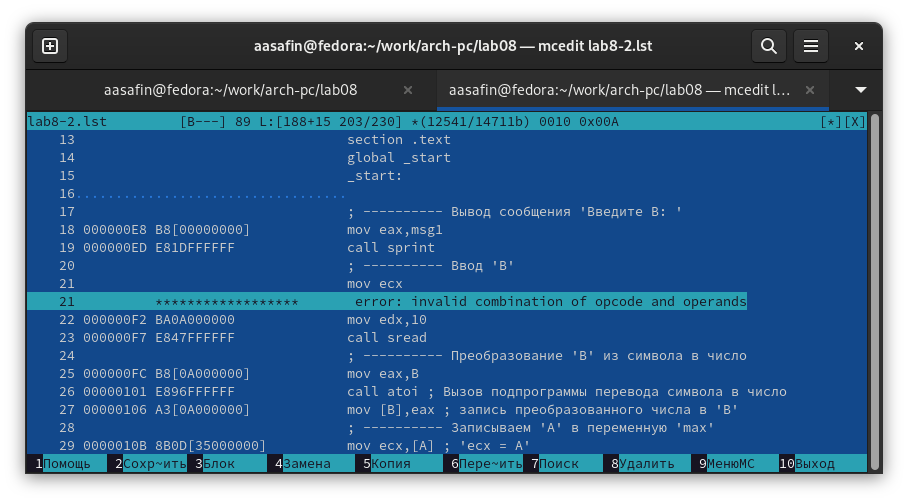 aasafin@fedora:~/work/arch-pc/lab08 — mcedit lab8-2.lst
aasafin@fedora:~/work/arch-pc/lab08 × aasafin@fedora:~/work/arch-pc/lab08 — mcedit l… ×
lab8-2.lst [B---] 89 L:[188+15 203/230] *(12541/14711b) 0010 0x00A [*][X]
13 section .text
14 global _start
15 _start:
16..................................
17 ; ---------- Вывод сообщения 'Введите B: '
18 000000E8 B8[00000000] mov eax,msg1
19 000000ED E81DFFFFFF call sprint
20 ; ---------- Ввод 'B'
21 mov ecx
21 ****************** error: invalid combination of opcode and operands
22 000000F2 BA0A000000 mov edx,10
23 000000F7 E847FFFFFF call sread
24 ; ---------- Преобразование 'B' из символа в число
25 000000FC B8[0A000000] mov eax,B
26 00000101 E896FFFFFF call atoi ; Вызов подпрограммы перевода символа в число
27 00000106 A3[0A000000] mov [B],eax ; запись преобразованного числа в 'B'
28 ; ---------- Записываем 'A' в переменную 'max'
29 0000010B 8B0D[35000000] mov ecx,[A] ; 'ecx = A'
1Помощь 2Сохр~ить 3Блок 4Замена 5Копия 6Пере~ить 7Поиск 8Удалить 9МенюMC 10Выход